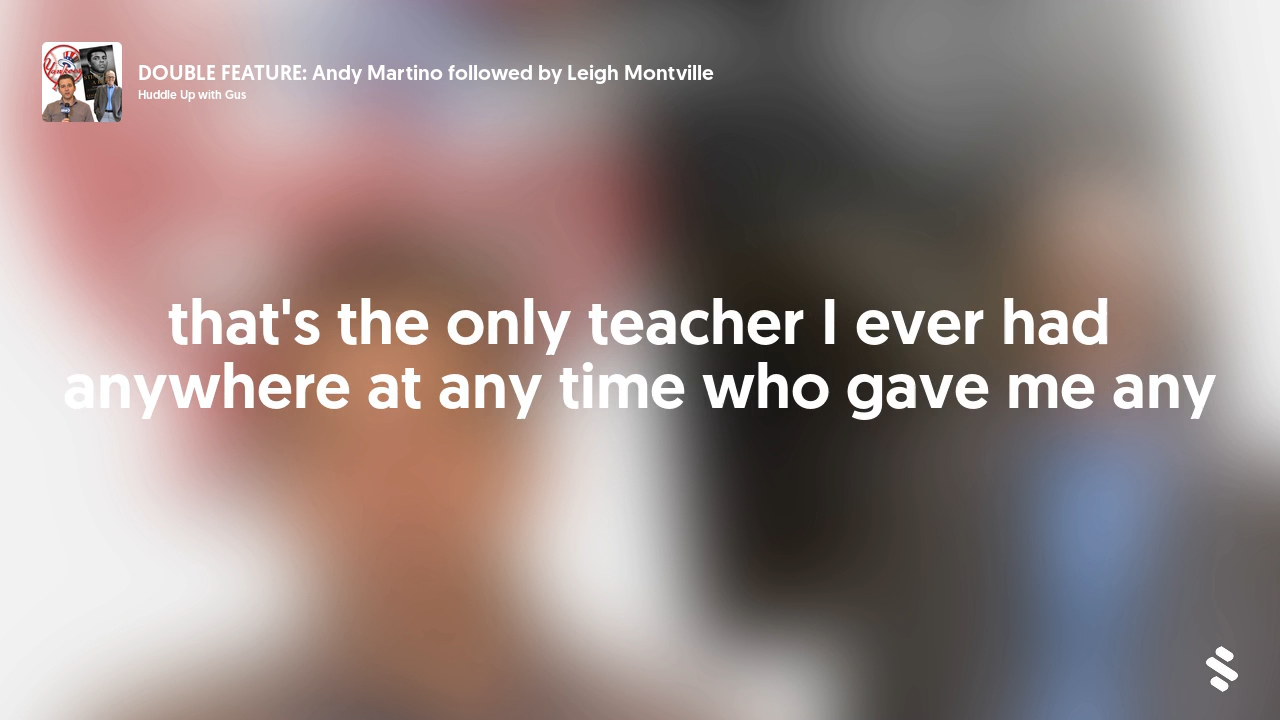 DOUBLE FEATURE: Andy Martino followed by Leigh Montville
Huddle Up with Gus
that's the only teacher I ever had
anywhere at any time who gave me any